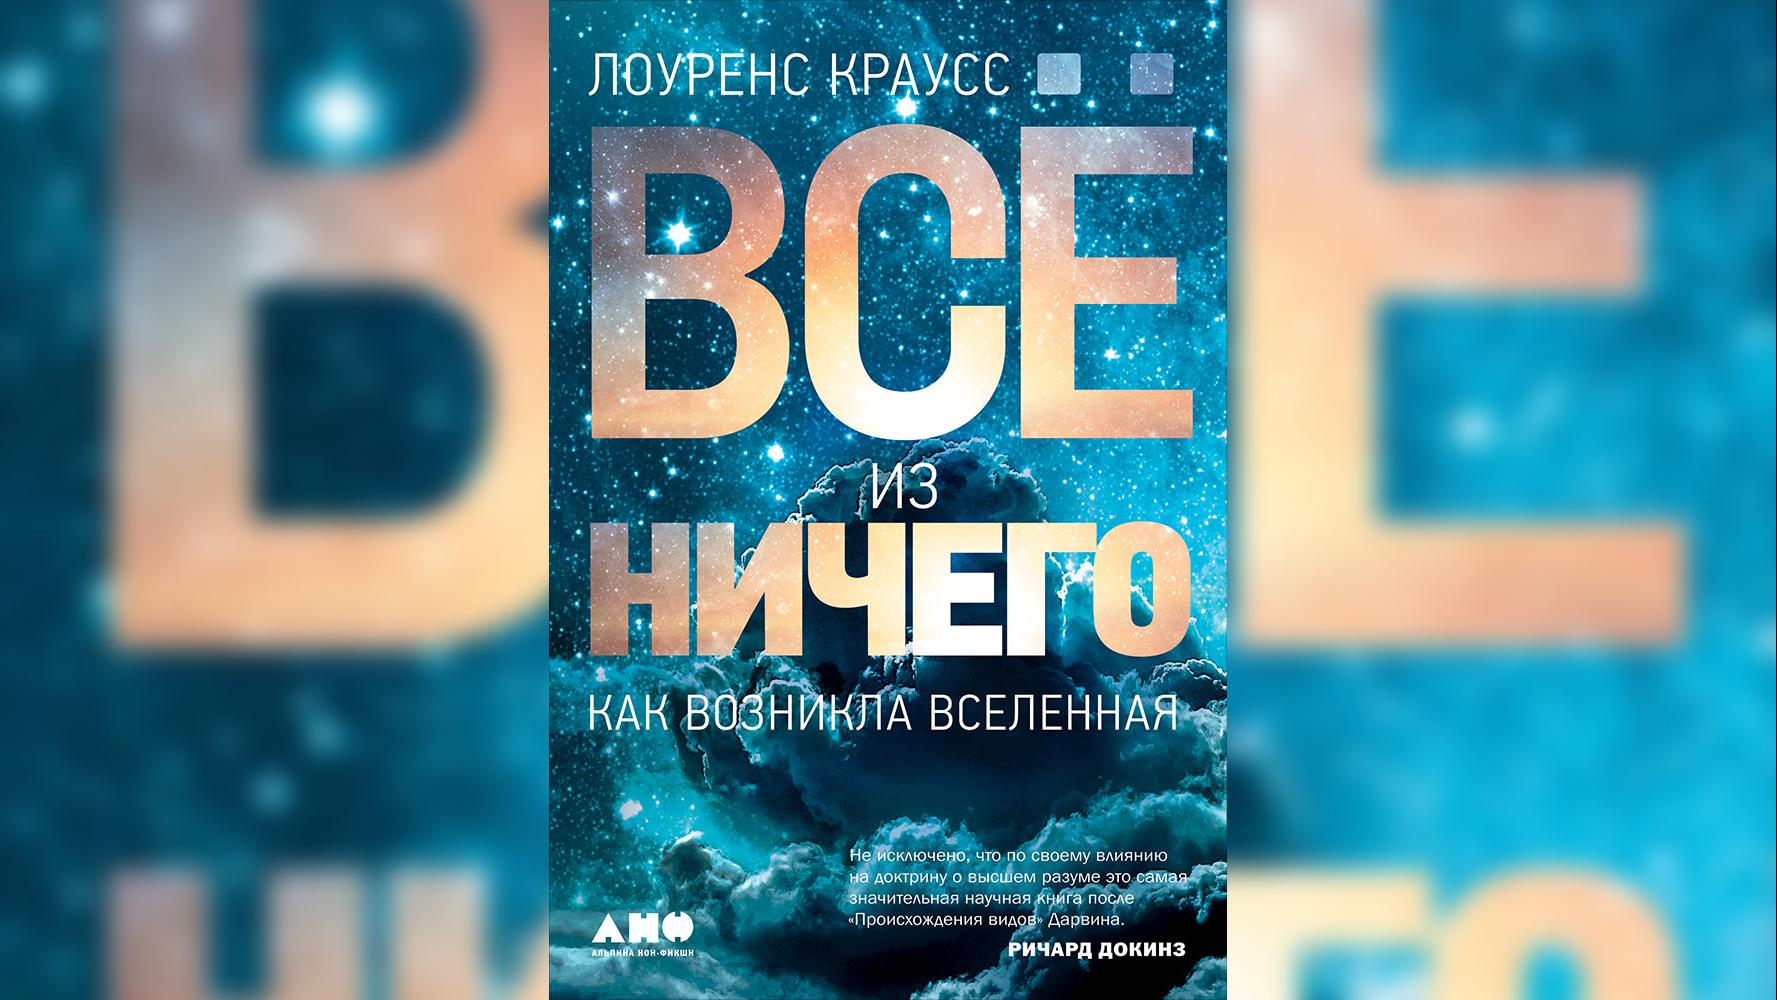 ЛОУРЕНС КРАУСС
ВСЁ
ИЗ
НИЧЕГО
КАК ВОЗНИКЛА ВСЕЛЕННАЯ
Не исключено, что по своему влиянию
на доктрину о высшем разуме это самая
значительная научная книга после
«Происхождения видов» Дарвина.
РИЧАРД ДОКИНЗ
АНФ
АЛЬПИНА НОН-ФИКШН